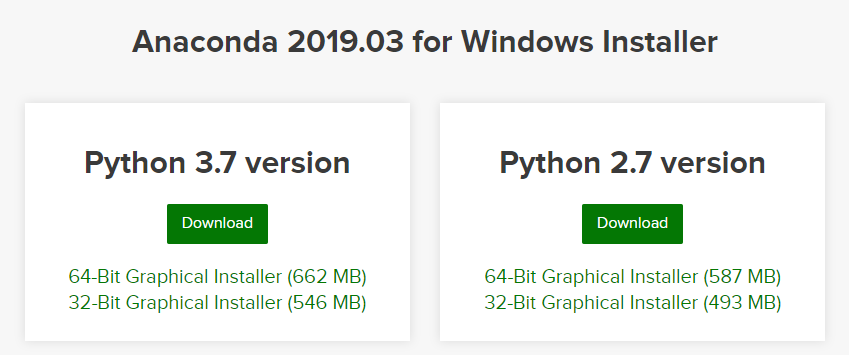 Anaconda 2019.03 for Windows Installer
Python 3.7 version
Download
64-Bit Graphical Installer (662 MB)
32-Bit Graphical Installer (546 MB)
Python 2.7 version
Download
64-Bit Graphical Installer (587 MB)
32-Bit Graphical Installer (493 MB)